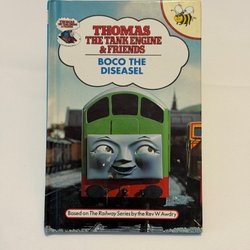 THOMAS
THE TANK ENGINE
& FRIENDS
BOCO THE
DISEASEL
Based on The Railway Series by the Rev W Awdry